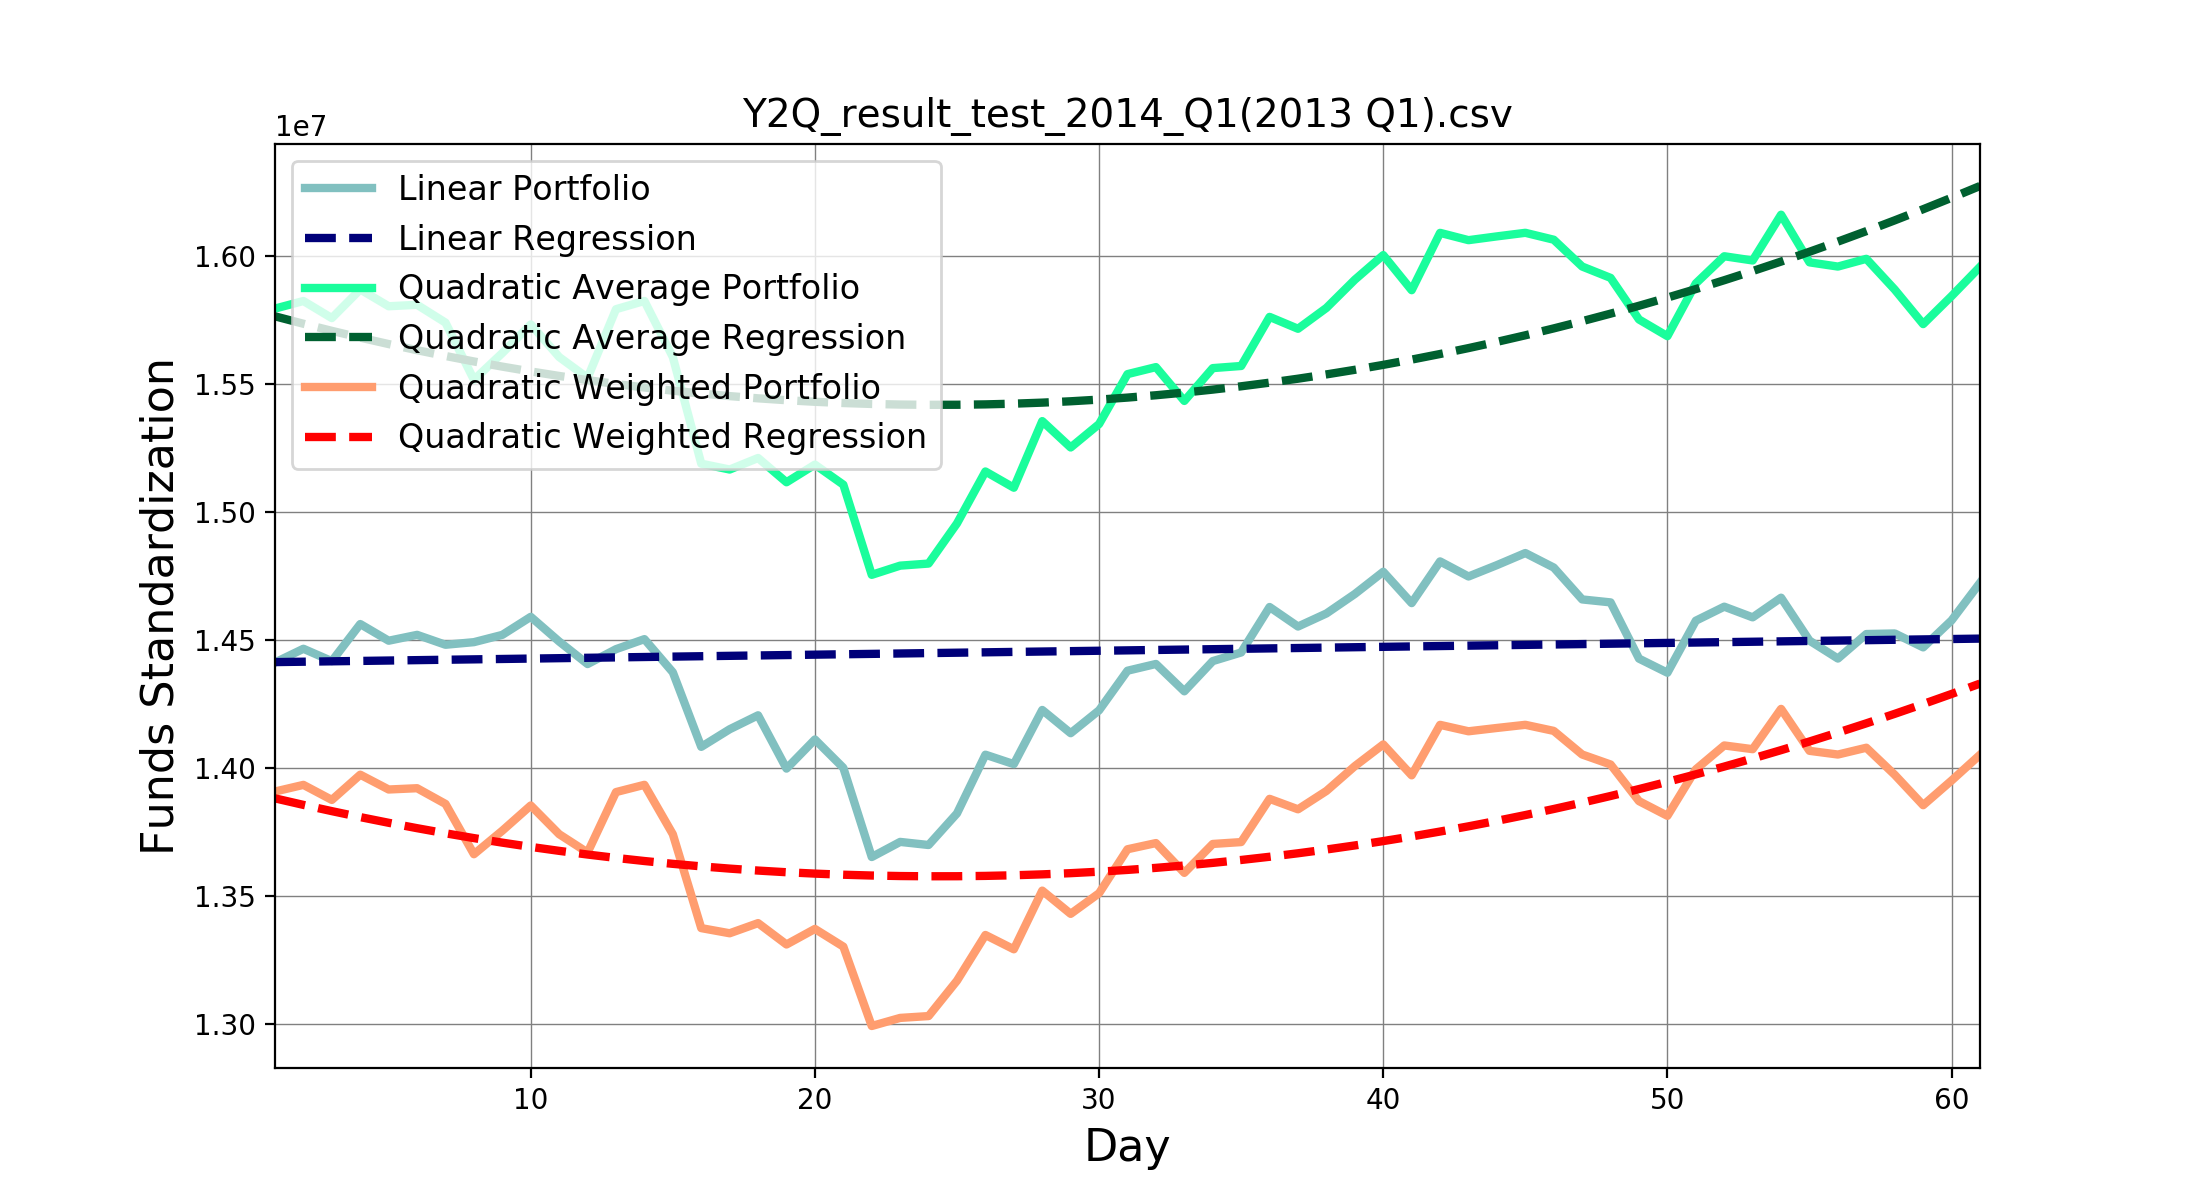 Y2Q_result_test_2014_Q1(2013 Q1).csv
1e7
Linear Portfolio
Linear Regression
Quadratic Average Portfolio
Quadratic Average Regression
Quadratic Weighted Portfolio
Quadratic Weighted Regression
1.60
1.55
1.50
1.45
1.40
1.35
1.30
Funds Standardization
10 20 30 40 50 60
Day